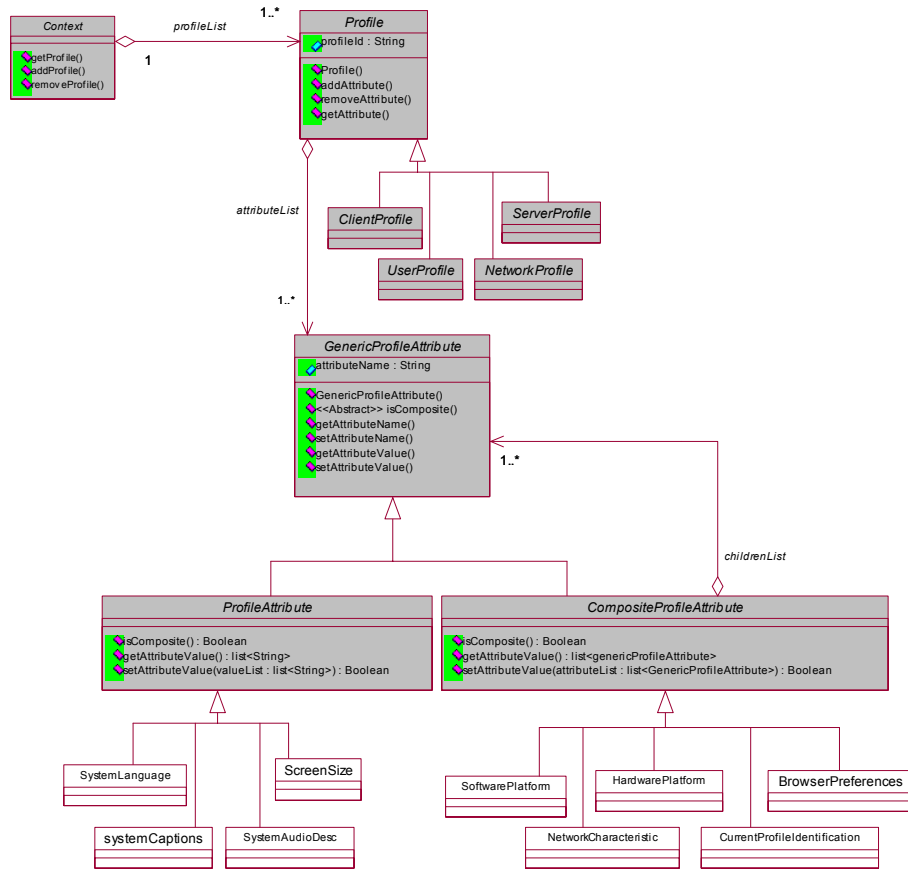 Context
getProfile()
addProfile()
removeProfile()
profileList
1
1..*
Profile
profileId : String
Profile()
addAttribute()
removeAttribute()
getAttribute()
attributeList
1..*
ClientProfile
ServerProfile
UserProfile
NetworkProfile
GenericProfileAttribute
attributeName : String
GenericProfileAttribute()
<<Abstract>> isComposite()
getAttributeName()
setAttributeName()
getAttributeValue()
setAttributeValue()
1..*
childrenList
ProfileAttribute
isComposite() : Boolean
getAttributeValue() : list<String>
setAttributeValue(valueList : list<String>) : Boolean
CompositeProfileAttribute
isComposite() : Boolean
getAttributeValue() : list<genericProfileAttribute>
setAttributeValue(attributeList : list<GenericProfileAttribute>) : Boolean
SystemLanguage
ScreenSize
systemCaptions
SystemAudioDesc
SoftwarePlatform
HardwarePlatform
BrowserPreferences
NetworkCharacteristic
CurrentProfileIdentification